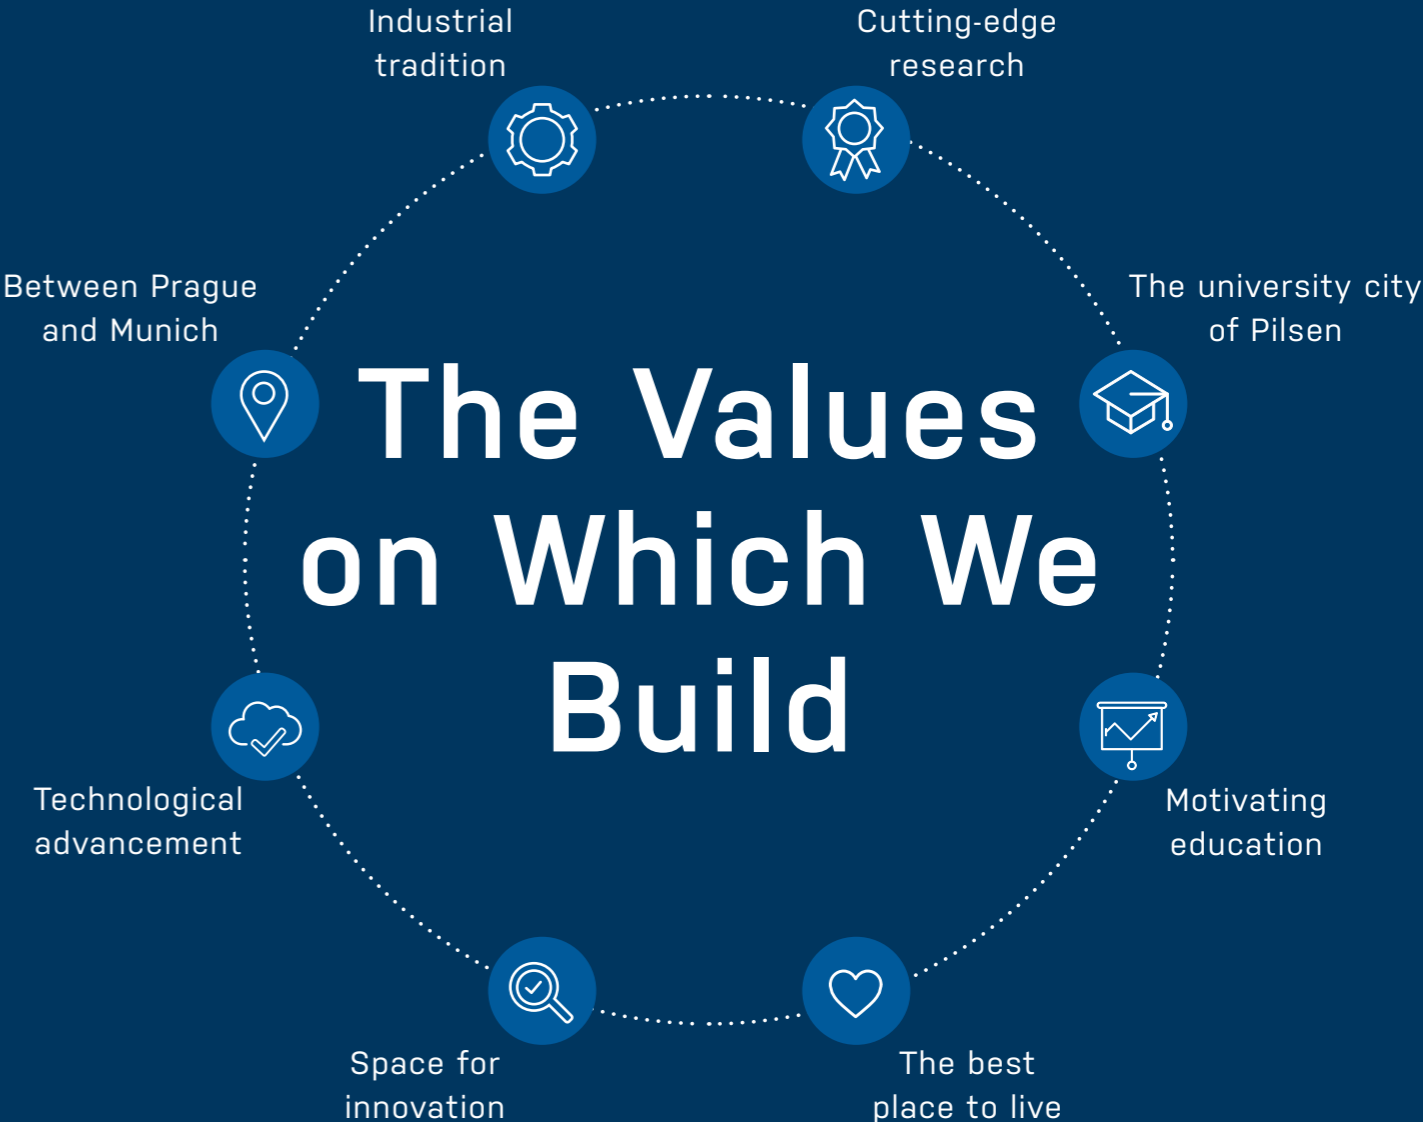 Industrial
tradition
Cutting-edge
research
Between Prague
and Munich
The university city
of Pilsen
The Values
on Which We
Build
Technological
advancement
Motivating
education
Space for
innovation
The best
place to live